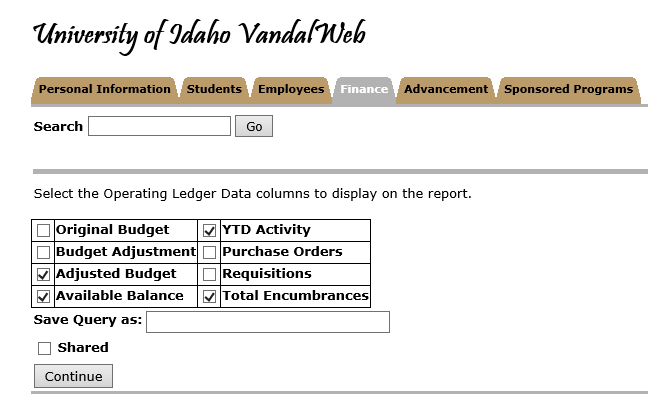 University of Idaho VandalWeb
Personal Information Students Employees Finance Advancement Sponsored Programs
Search Go
Select the Operating Ledger Data columns to display on the report.
Original Budget YTD Activity
Budget Adjustment Purchase Orders
Adjusted Budget Requisitions
Available Balance Total Encumbrances
Save Query as:
Shared
Continue